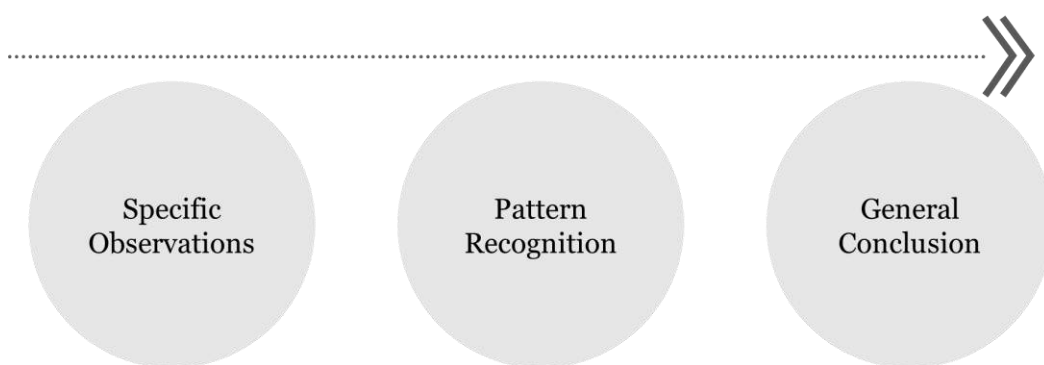 Specific
Observations
Pattern
Recognition
General
Conclusion